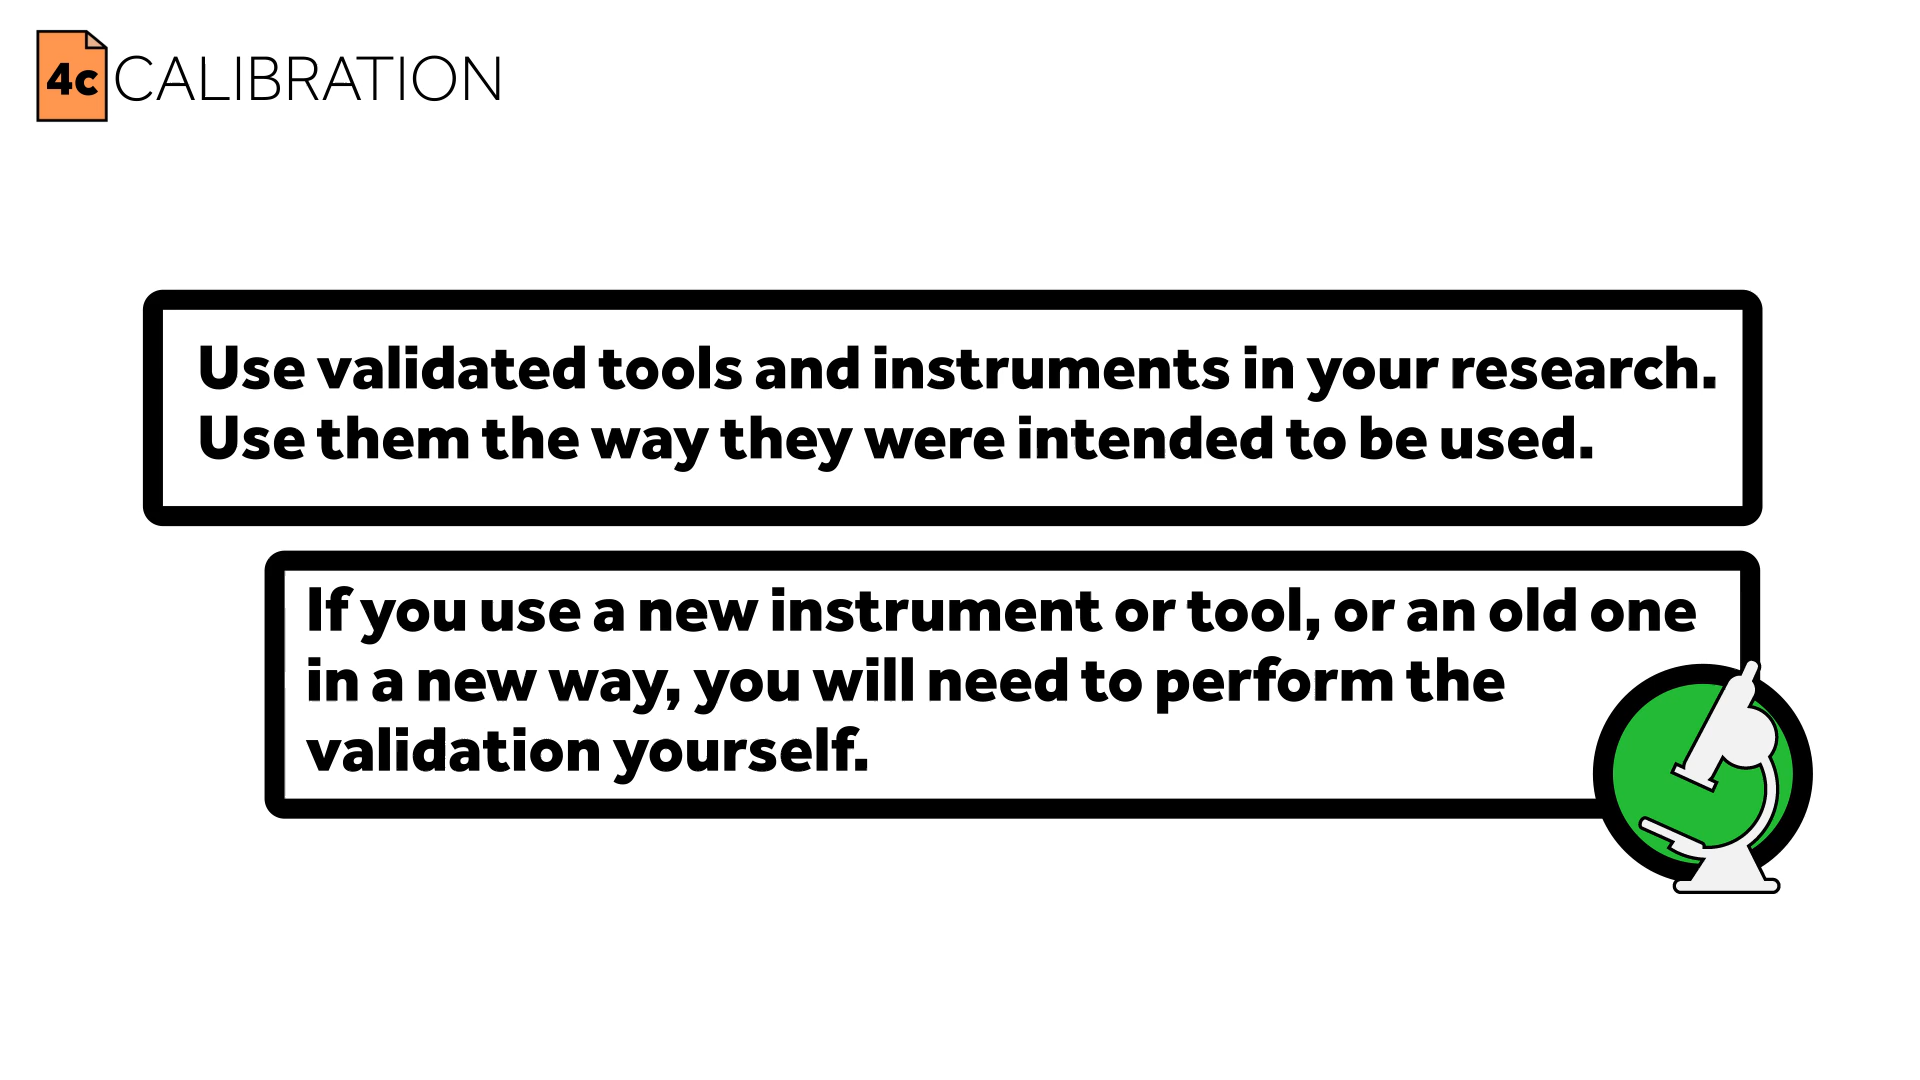 4c CALIBRATION
Use validated tools and instruments in your research.
Use them the way they were intended to be used.
If you use a new instrument or tool, or an old one
in a new way, you will need to perform the
validation yourself.